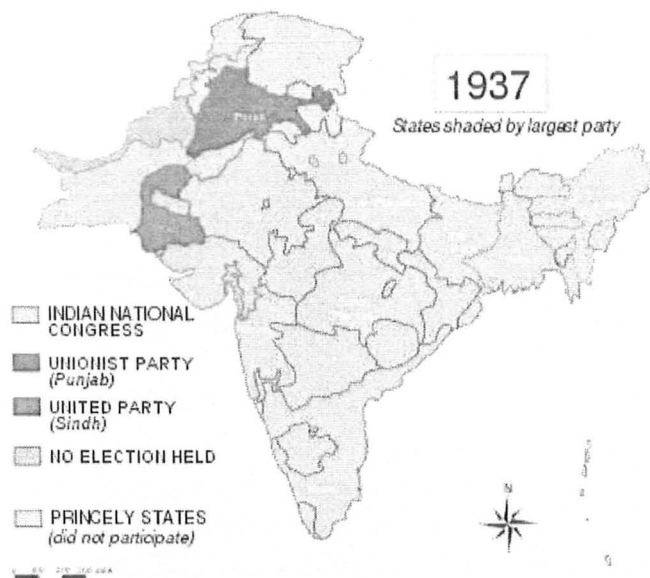 1937
States shaded by largest party
INDIAN NATIONAL
CONGRESS
UNIONIST PARTY
(Punjab)
UNITED PARTY
(Sindh)
NO ELECTION HELD
PRINCELY STATES
(did not participate)
N